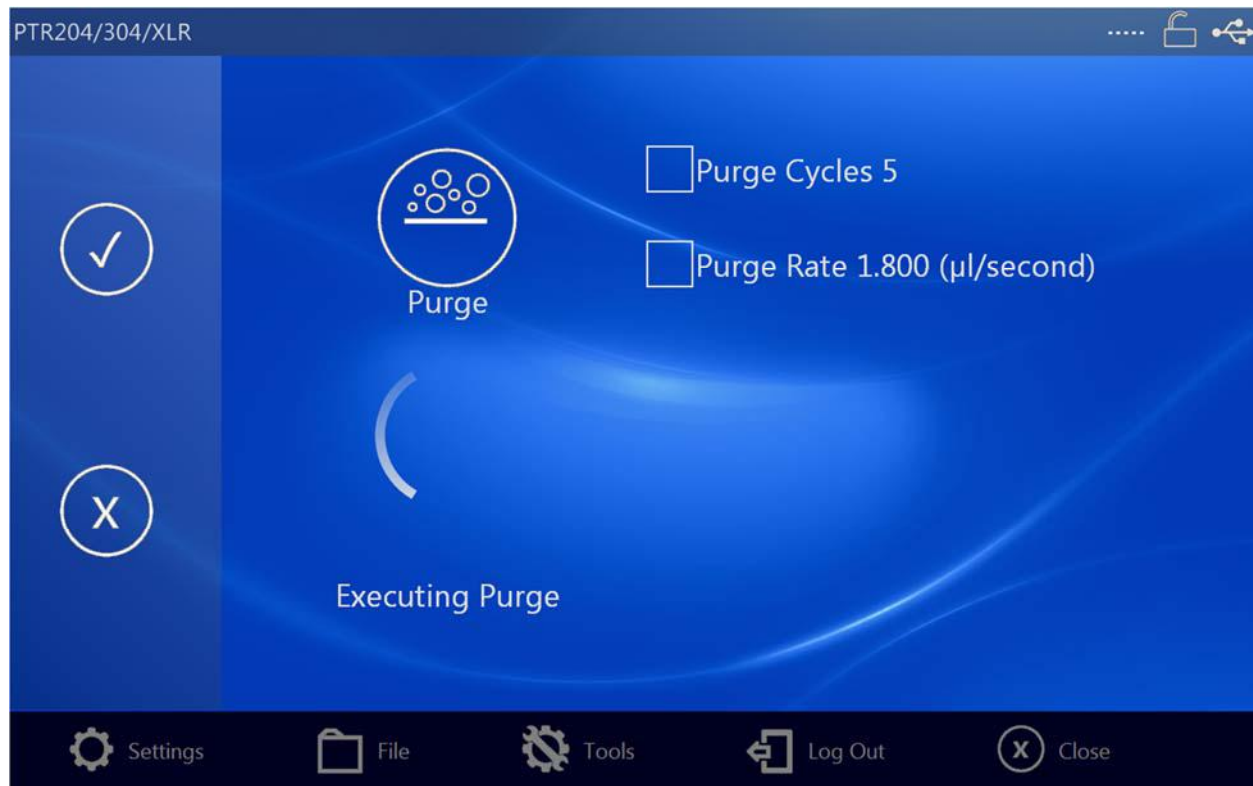 PTR204/304/XLR
Purge Cycles 5
Purge Rate 1.800 (µl/second)
Purge
X
Executing Purge
Settings
File
Tools
Log Out
X
Close